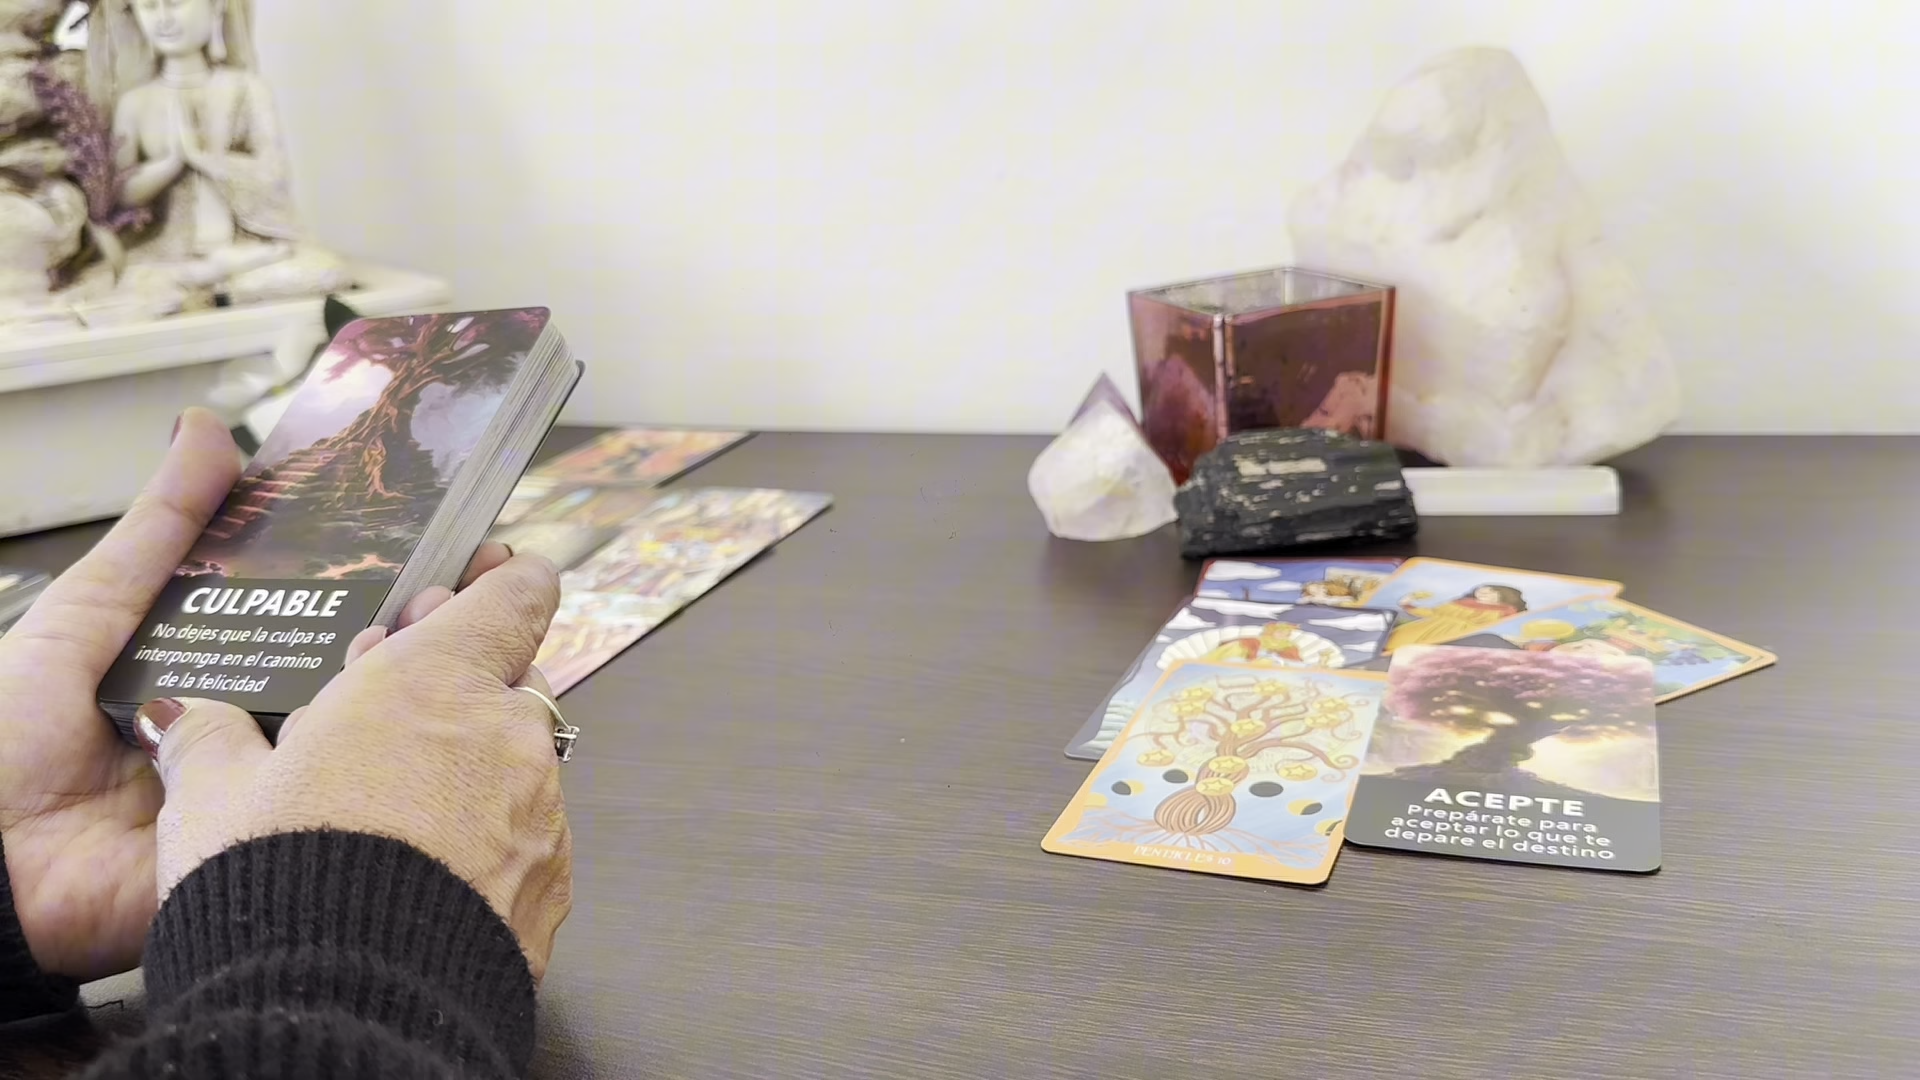 CULPABLE
No dejes que la culpa se
interponga en el camino
de la felicidad
PENTACLES 10
ACEPTE
Prepárate para
aceptar lo que te
depare el destino